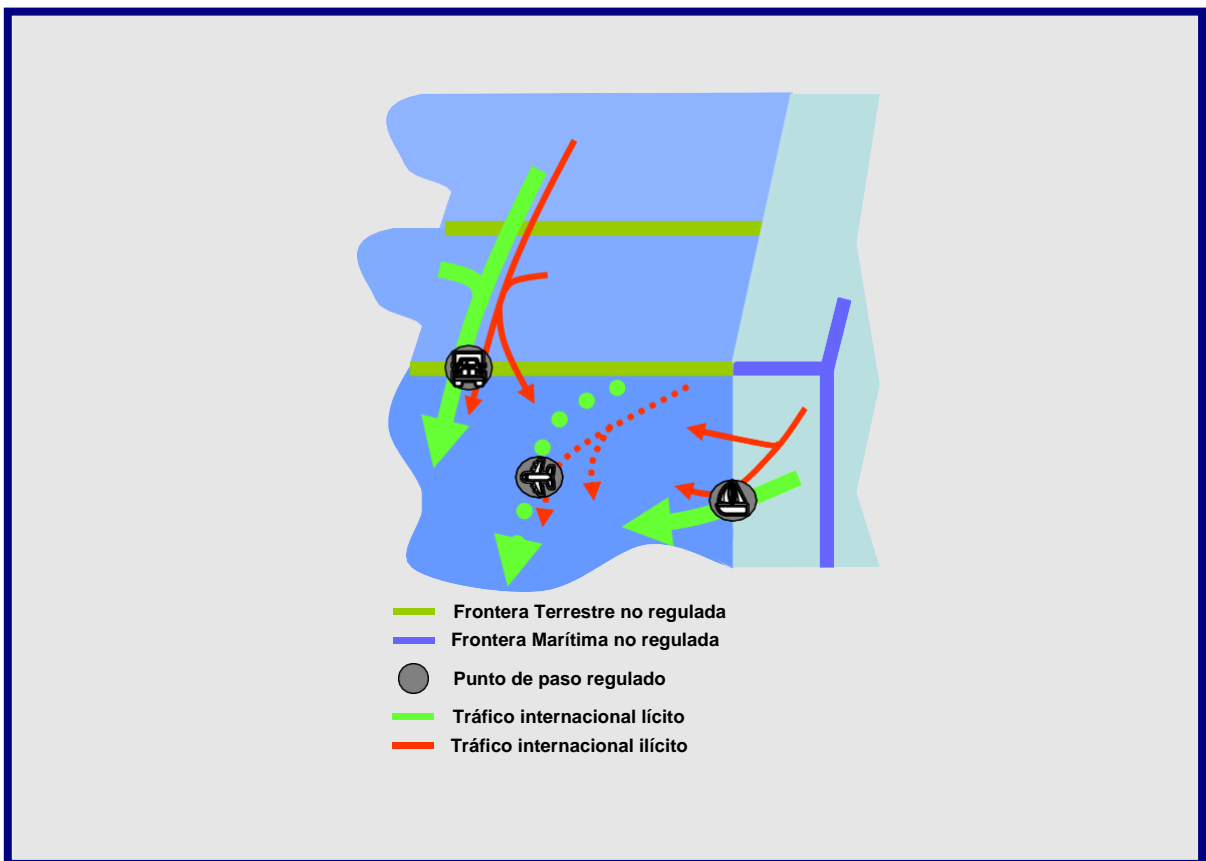 Frontera Terrestre no regulada
Frontera Marítima no regulada
Punto de paso regulado
Tráfico internacional lícito
Tráfico internacional ilícito